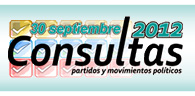 30 septiembre 2012
Consultas
partidos y movimientos políticos